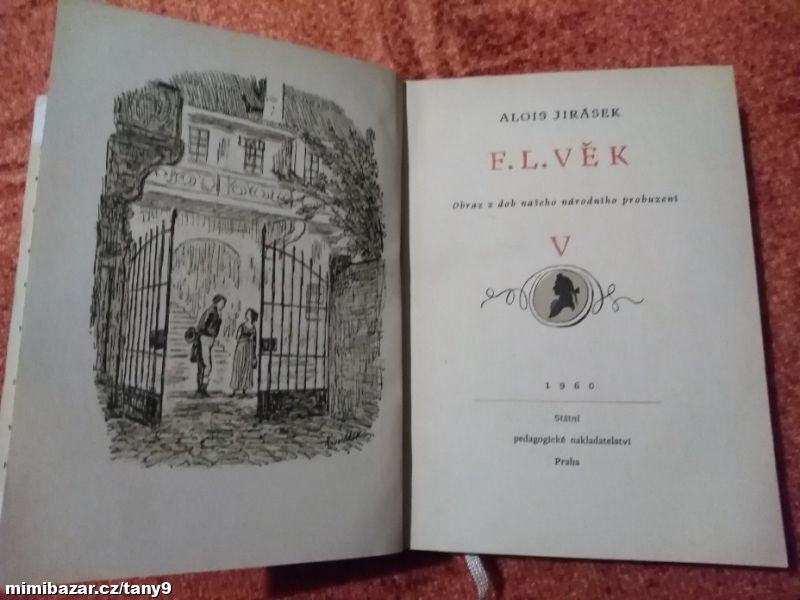 ALOIS JIRÁSEK
F. L. VĚK
Obraz z dob našeho národního probuzení
V
1960
Státní
pedagogické nakladatelství
Praha
mimibazar.cz/tany9